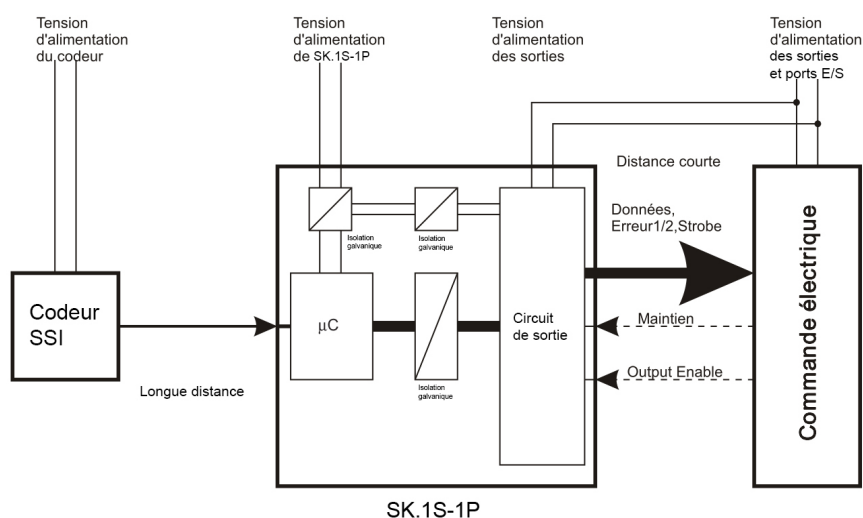 Tension
d'alimentation
du codeur
Tension
d'alimentation
de SK.1S-1P
Tension
d'alimentation
des sorties
Tension
d'alimentation
des sorties
et ports E/S
Distance courte
Données,
Erreur1/2,Strobe
Isolation
galvanique
Isolation
galvanique
Codeur
SSI
µC
Circuit
de sortie
Maintien
Output Enable
Commande électrique
Longue distance
Isolation
galvanique
SK.1S-1P